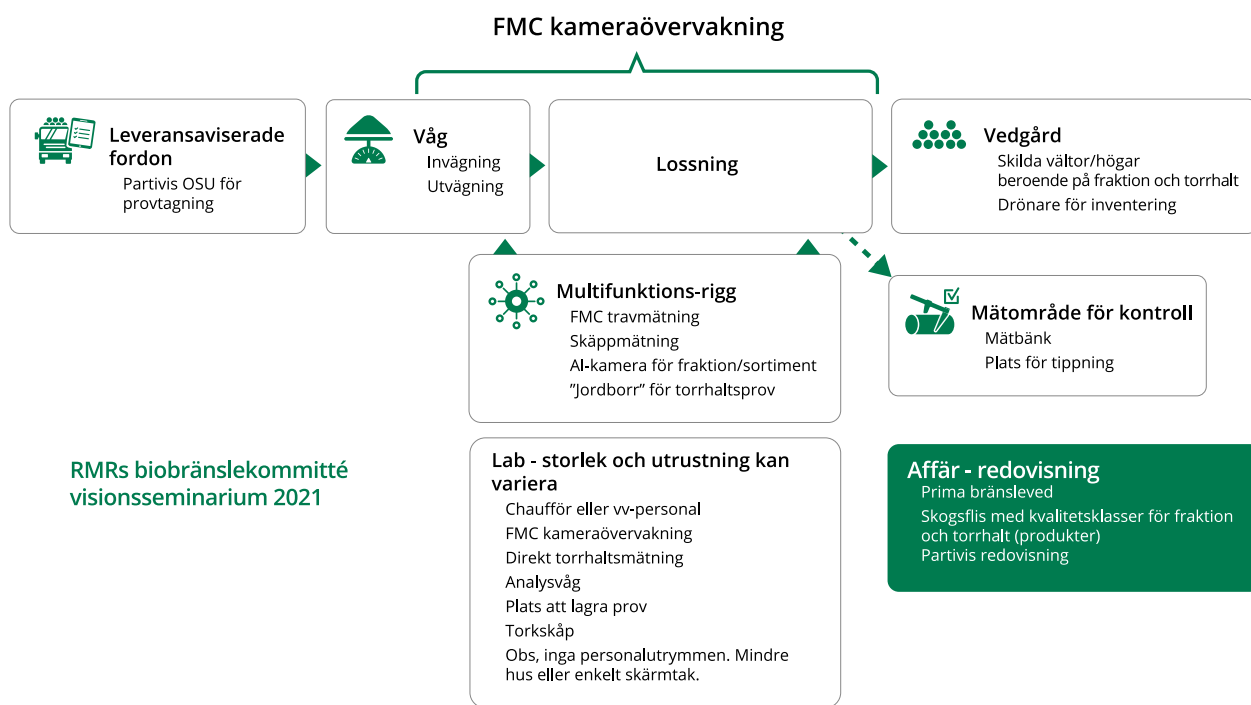 FMC kameraövervakning
Leveransaviserade
fordon
Partivis OSU för
provtagning
Våg
Invägning
Utvägning
Lossning
Vedgård
Skilda vältor/högar
beroende på fraktion och torrhalt
Drönare för inventering
Multifunktions-rigg
FMC travmätning
Skäppmätning
AI-kamera för fraktion/sortiment
”Jordborr” för torrhaltsprov
Mätområde för kontroll
Mätbänk
Plats för tippning
RMRs biobränslekommitté
visionsseminarium 2021
Lab - storlek och utrustning kan
variera
Chaufför eller vv-personal
FMC kameraövervakning
Direkt torrhaltsmätning
Analysvåg
Plats att lagra prov
Torkskåp
Obs, inga personalutrymmen. Mindre
hus eller enkelt skärmtak.
Affär - redovisning
Prima bränsleved
Skogsflis med kvalitetsklasser för fraktion
och torrhalt (produkter)
Partivis redovisning